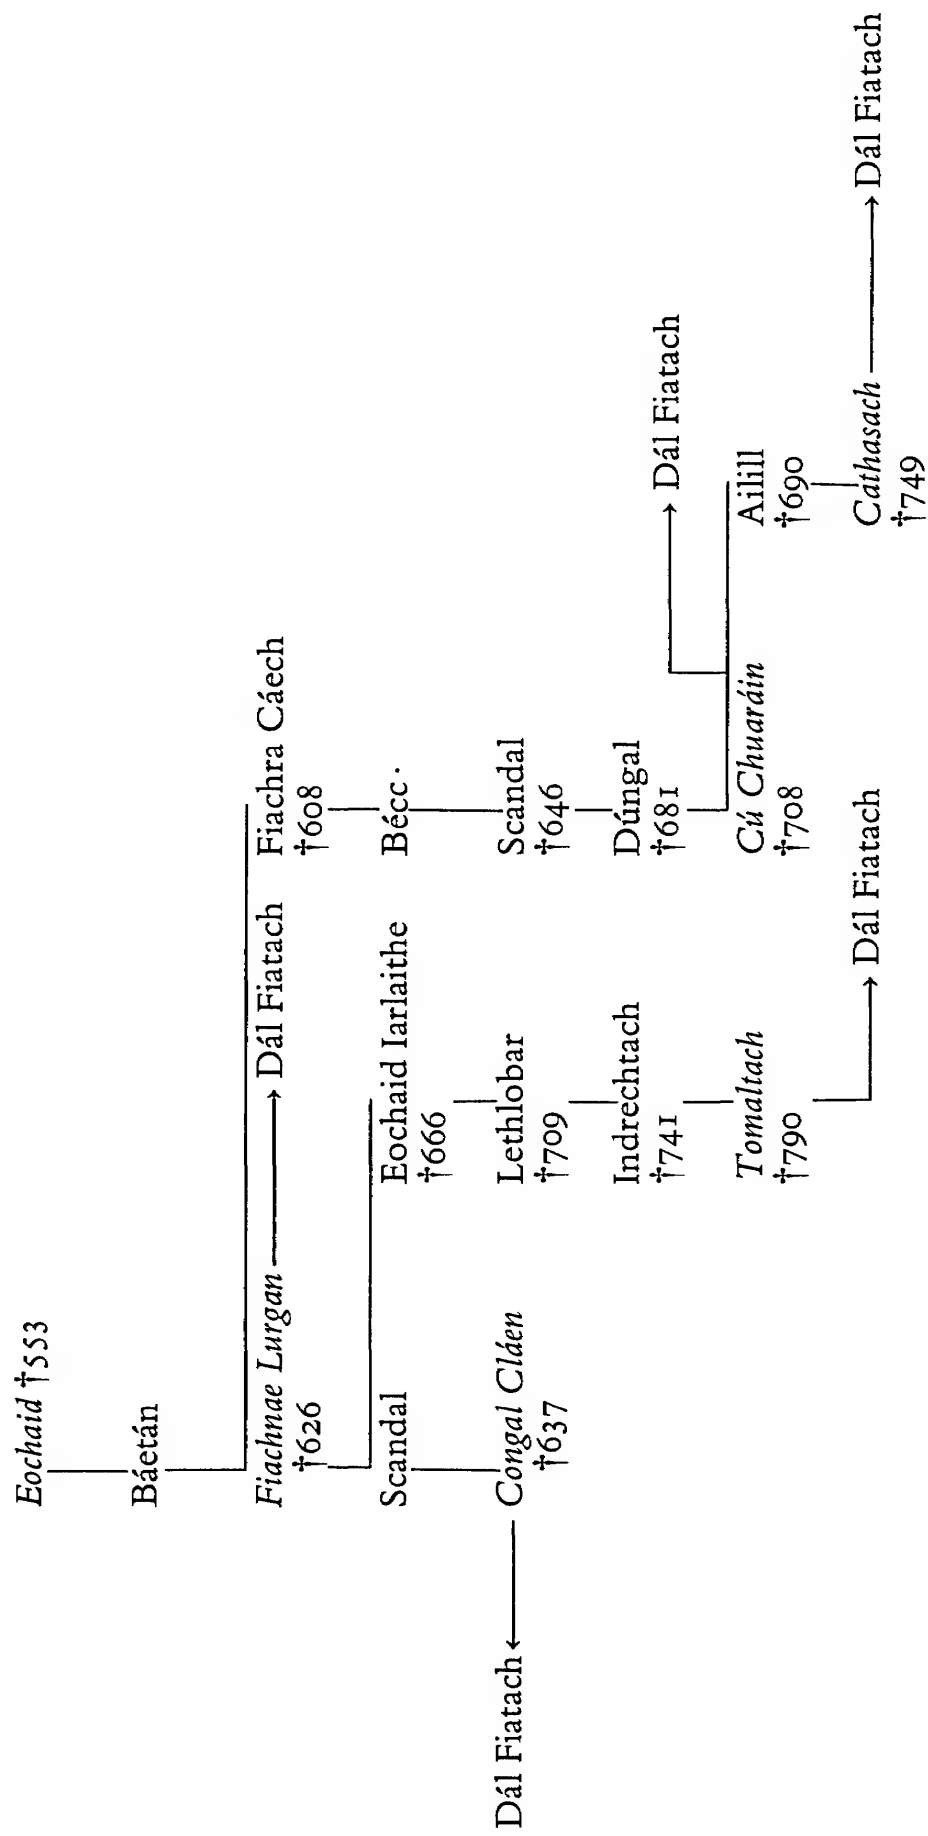 Eochaid †553
Báetán
Fiachnae Lurgan → Dál Fiatach
†626
Fiachra Cáech
†608
Scandal
Eochaid Iarlaithe
†666
Bécc ·
Dál Fiatach ← Congal Cláen
†637
Lethlobar
†709
Scandal
†646
Indrechtach
†741
Dúngal
†681
Dál Fiatach
Tomaltach
†790
Cú Chuaráin
†708
Ailill
†690
Dál Fiatach
Cathasach → Dál Fiatach
†749